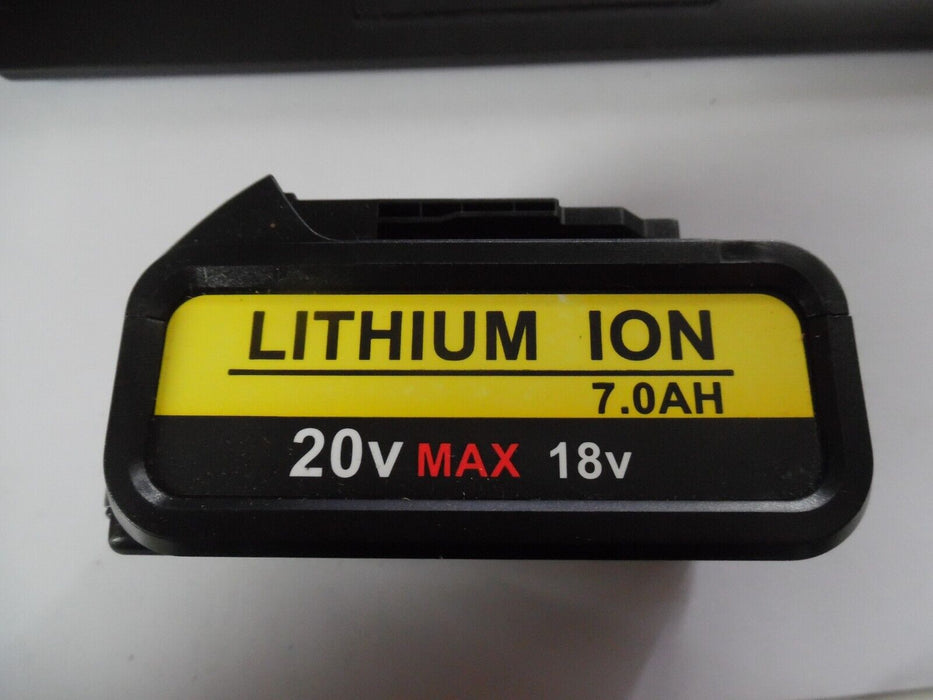 LITHIUM ION
7.0AH
20v MAX 18v